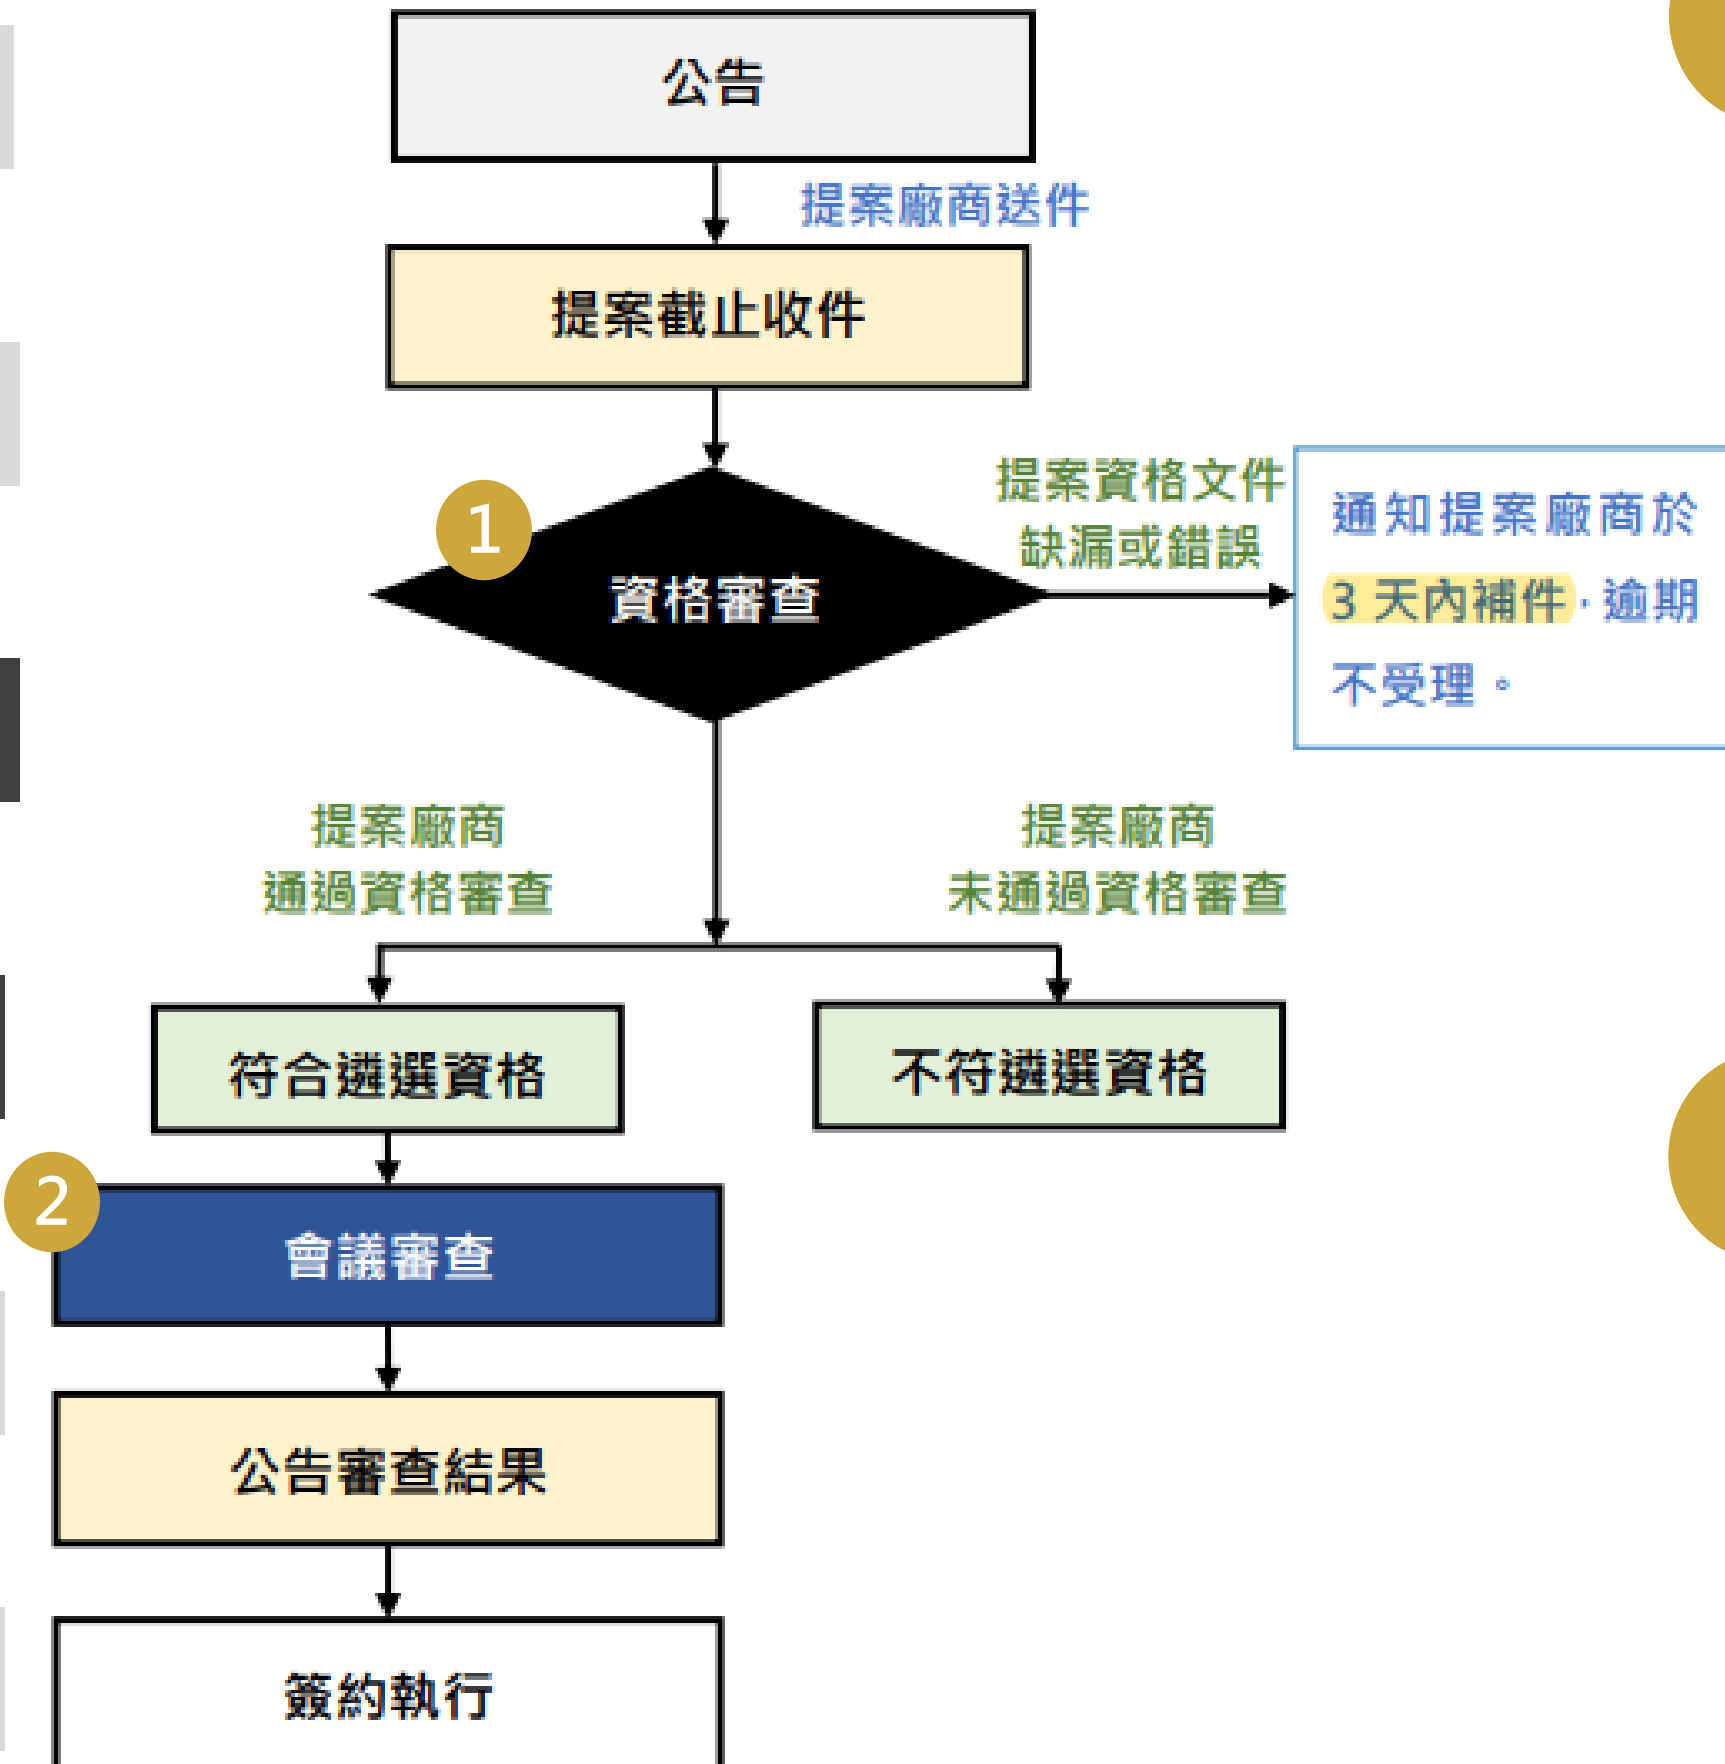 公告
提案廠商送件
提案截止收件
1
資格審查
提案資格文件
缺漏或錯誤
通知提案廠商於
3 天內補件，逾期
不受理。
提案廠商
通過資格審查
提案廠商
未通過資格審查
符合遴選資格
不符遴選資格
2
會議審查
公告審查結果
簽約執行